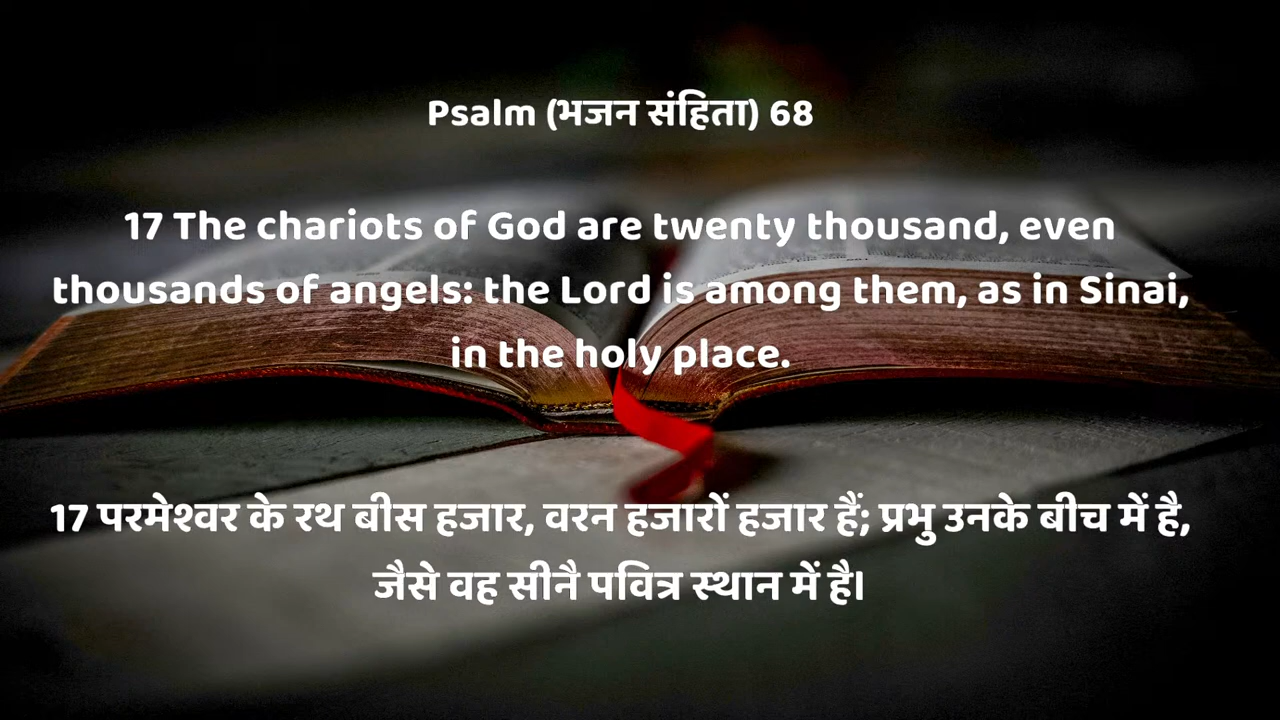 Psalm (भजन संहिता) 68
17 The chariots of God are twenty thousand, even
thousands of angels: the Lord is among them, as in Sinai,
in the holy place.
17 परमेश्वर के रथ बीस हजार, वरन हजारों हजार हैं; प्रभु उनके बीच में है,
जैसे वह सीनै पवित्र स्थान में है।